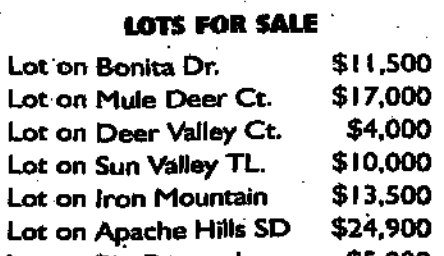 LOTS FOR SALE
Lot on Bonita Dr. $11,500
Lot on Mule Deer Ct. $17,000
Lot on Deer Valley Ct. $4,000
Lot on Sun Valley TL. $10,000
Lot on Iron Mountain $13,500
Lot on Apache Hills SD $24,900